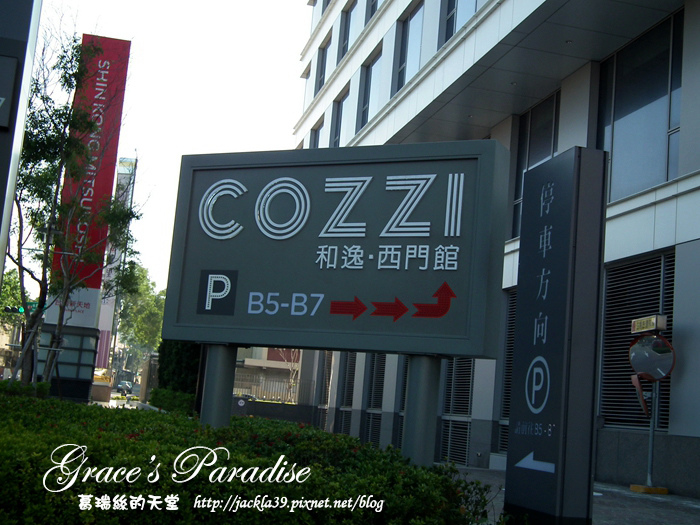 SHIN KONG MITSUKOSHI
COZZI
和逸·西門館
P B5-B7
停車方向
P
Grace's Paradise
葛瑞絲的天堂 http://jackla39.pixnet.net/blog